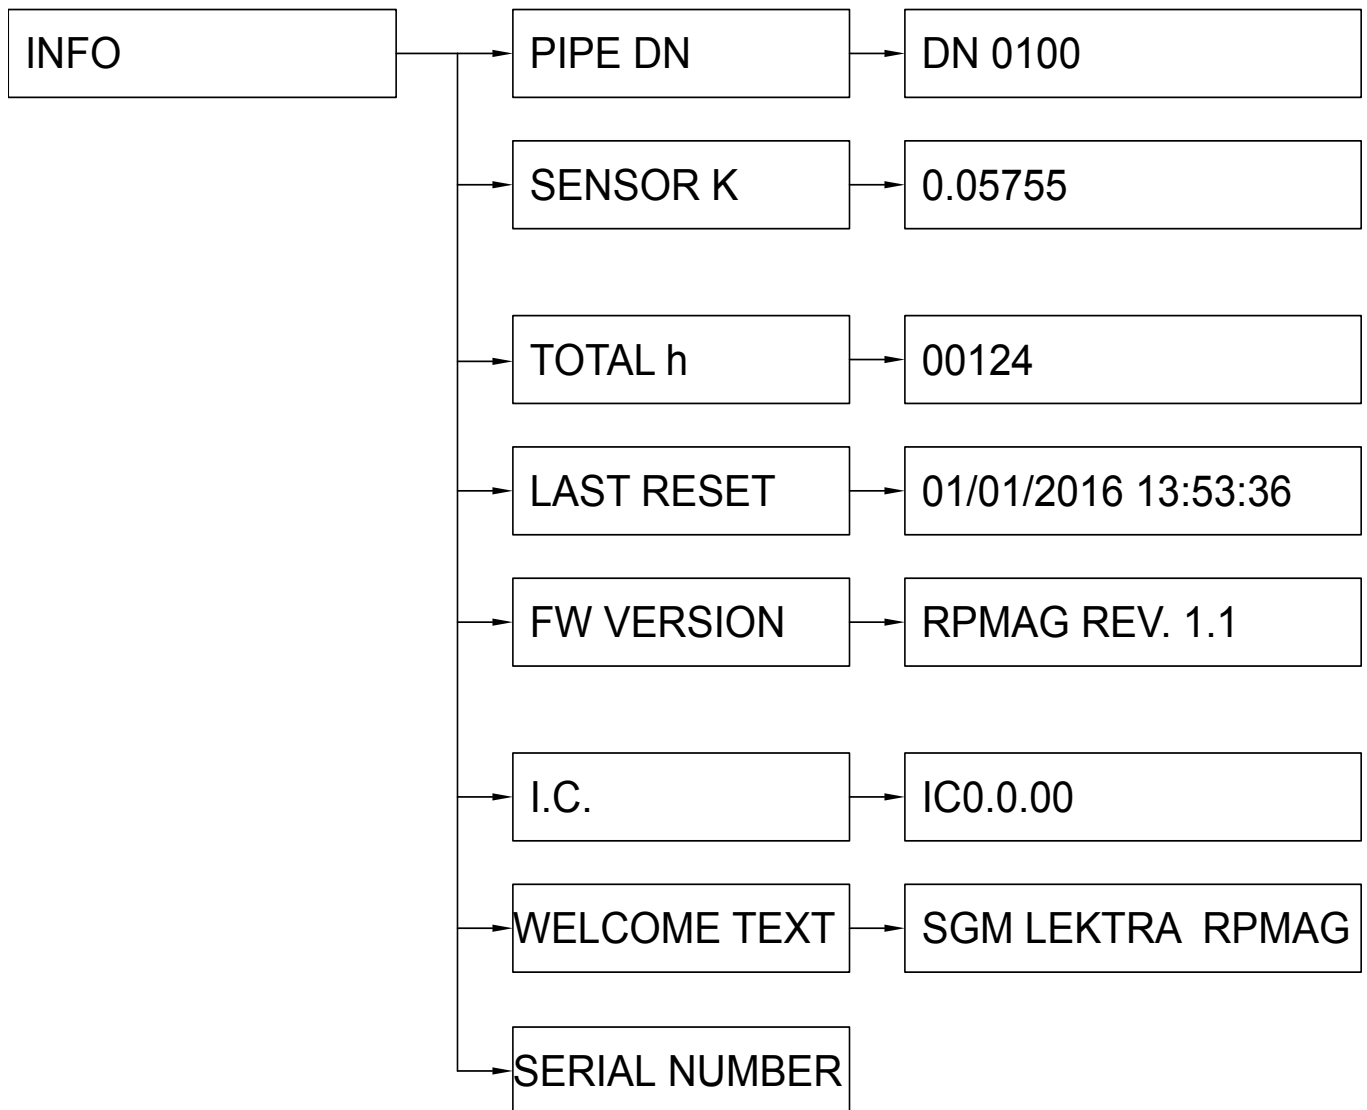 INFO
PIPE DN
DN 0100
SENSOR K
0.05755
TOTAL h
00124
LAST RESET
01/01/2016 13:53:36
FW VERSION
RPMAG REV. 1.1
I.C.
IC0.0.00
WELCOME TEXT
SGM LEKTRA  RPMAG
SERIAL NUMBER